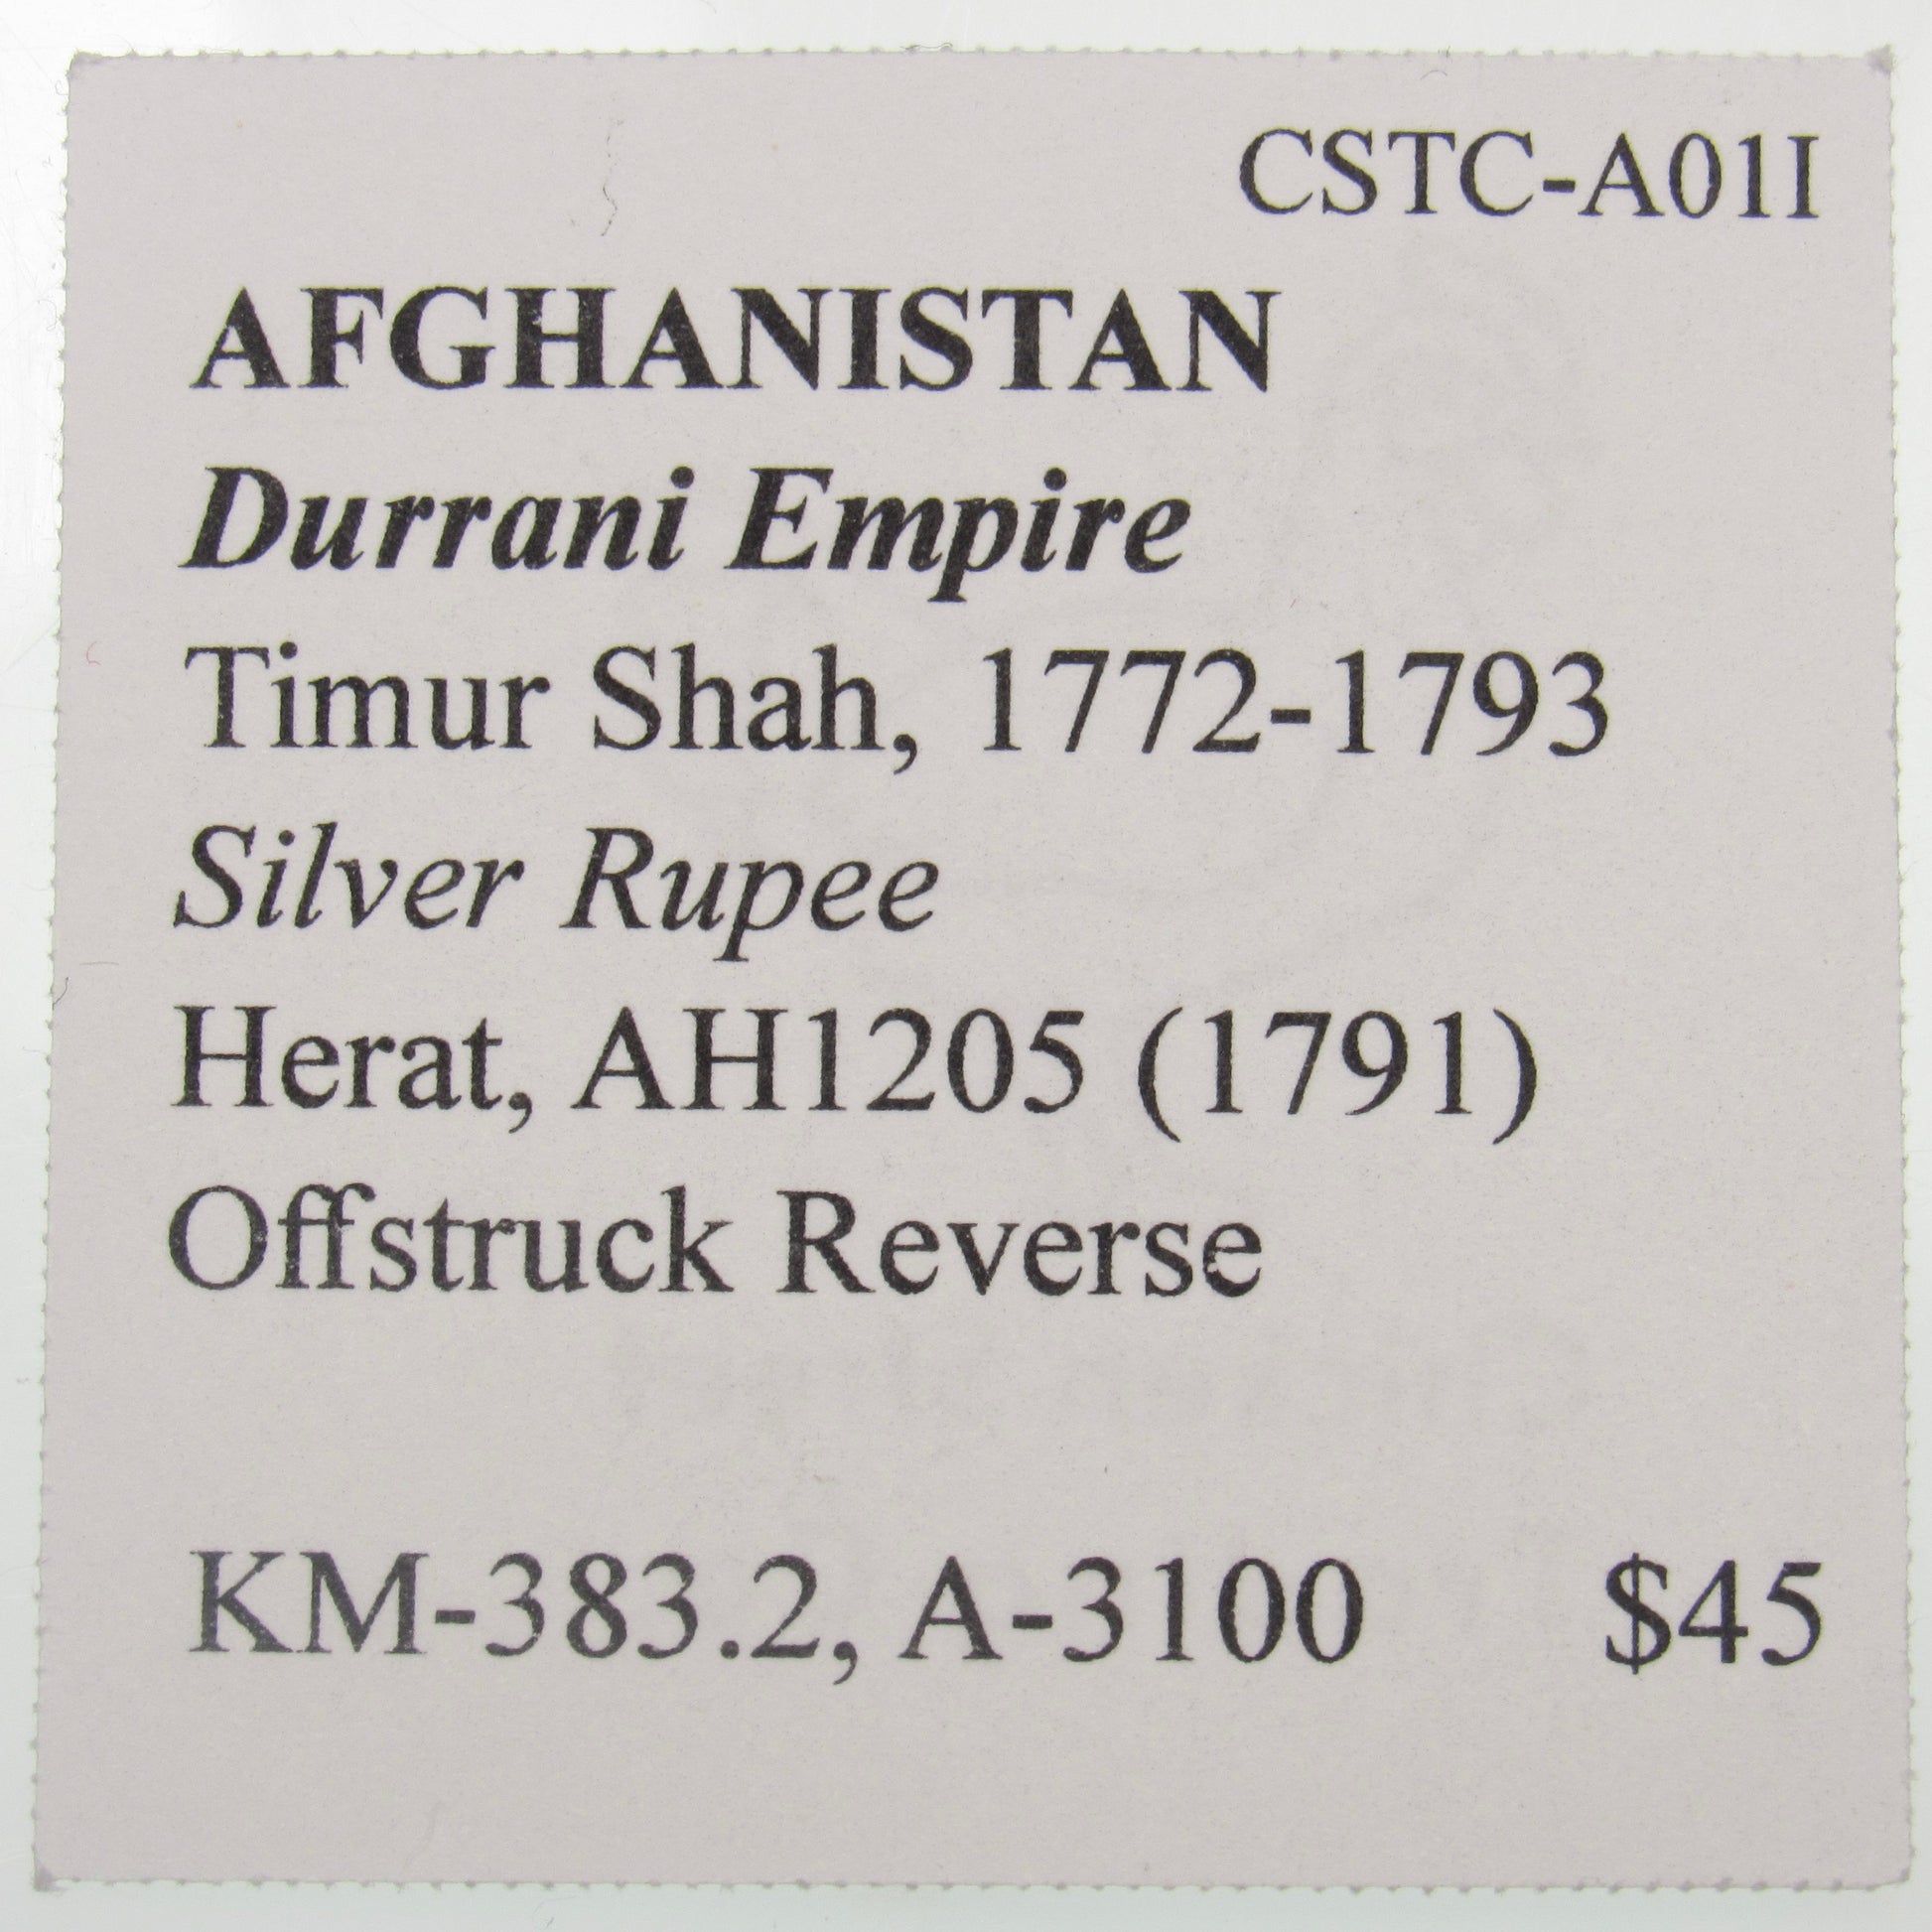 CSTC-A01I
AFGHANISTAN
Durrani Empire
Timur Shah, 1772-1793
Silver Rupee
Herat, AH1205 (1791)
Offstruck Reverse
KM-383.2, A-3100 $45